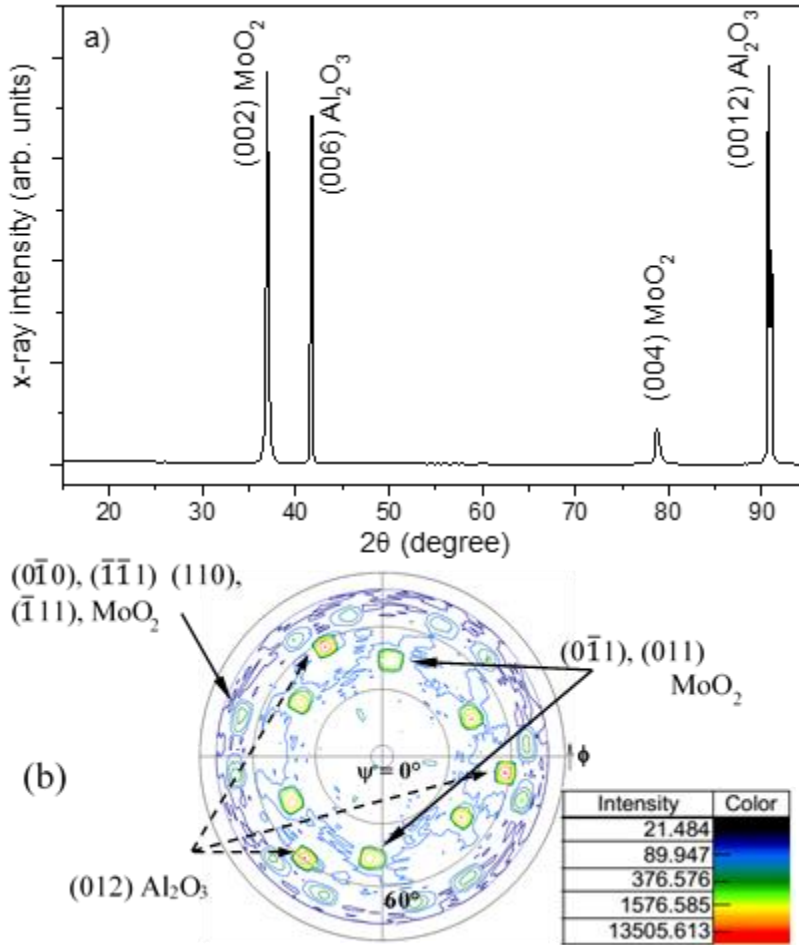 a)
x-ray intensity (arb. units)
(002) MoO₂
(006) Al₂O₃
(004) MoO₂
(0012) Al₂O₃
20 30 40 50 60 70 80 90
2θ (degree)
(01̄0), (1̄1̄1) (110),
(1̄11), MoO₂
(01̄1), (011)
MoO₂
(b)
ψ = 0°
ϕ
60°
(012) Al₂O₃
Intensity Color
21.484
89.947
376.576
1576.585
13505.613